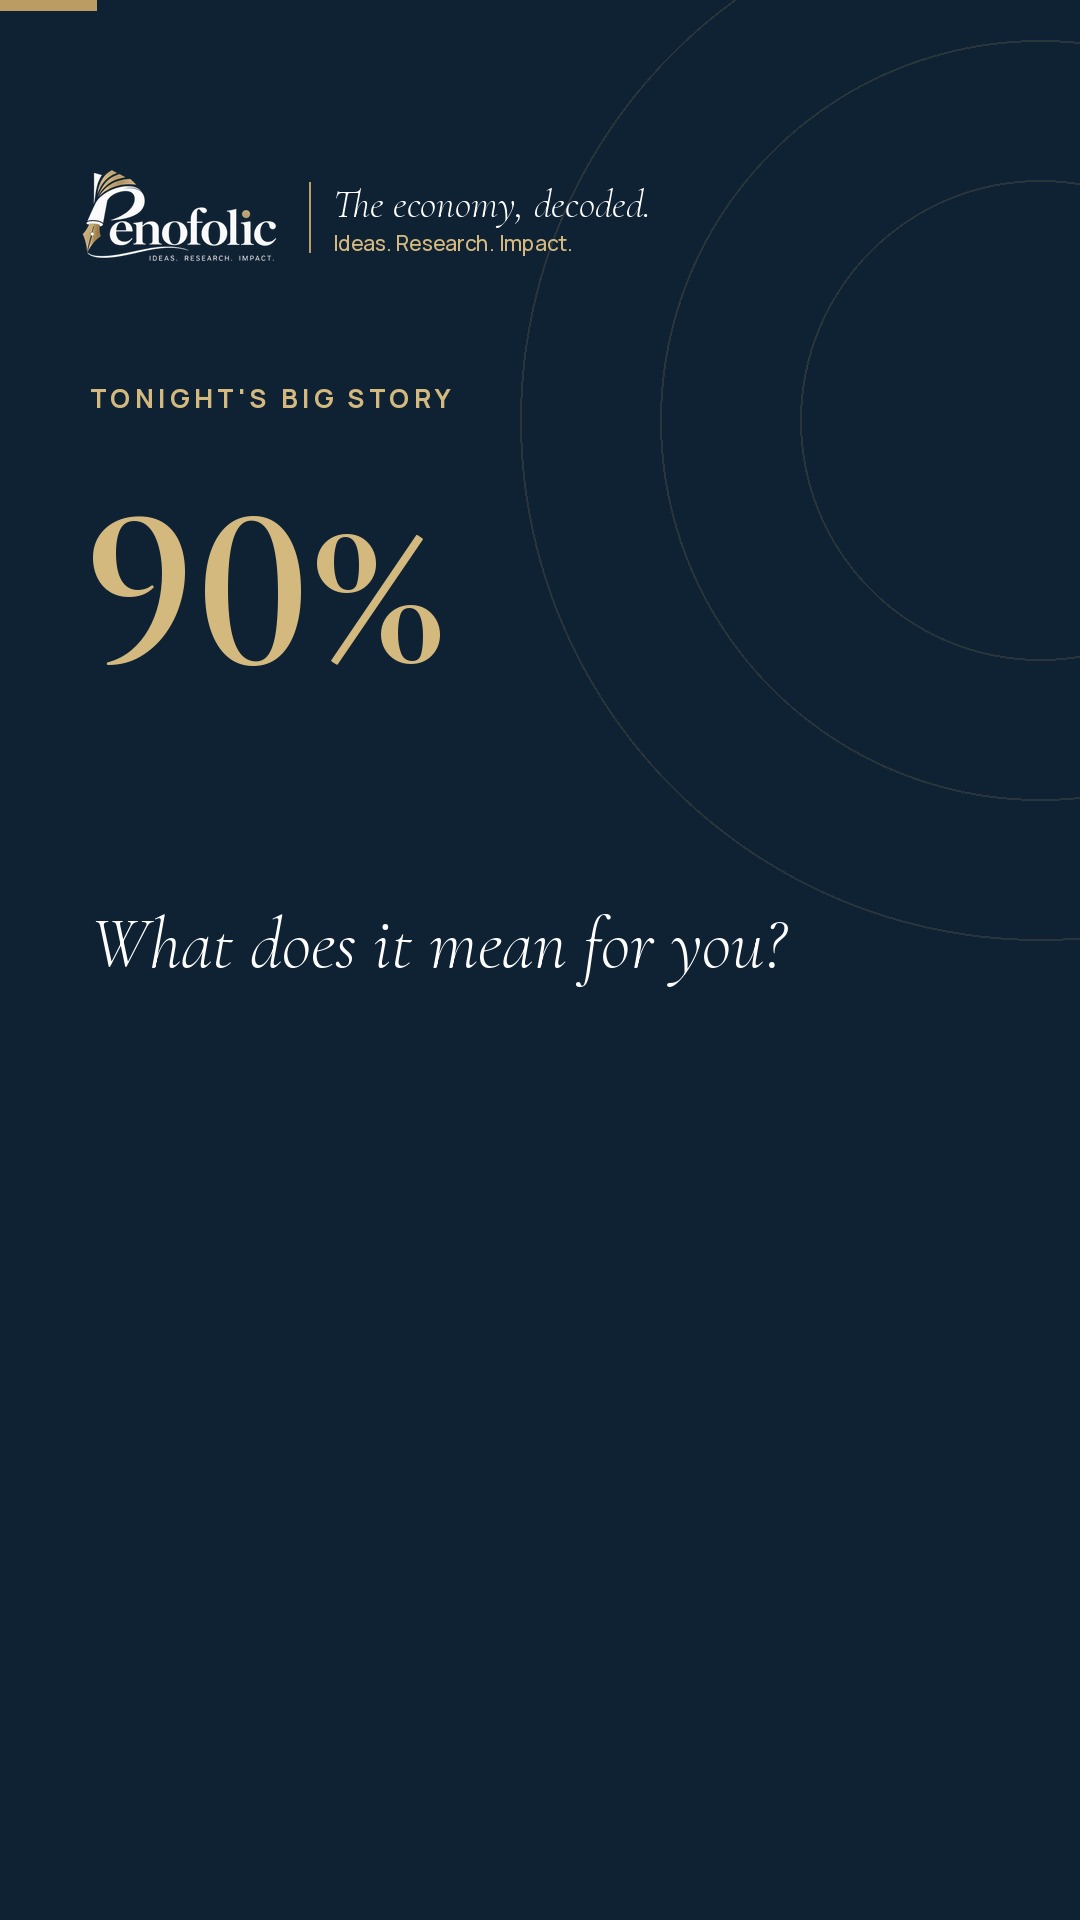 Penofolic
IDEAS. RESEARCH. IMPACT.
The economy, decoded.
Ideas. Research. Impact.
TONIGHT'S BIG STORY
90%
What does it mean for you?